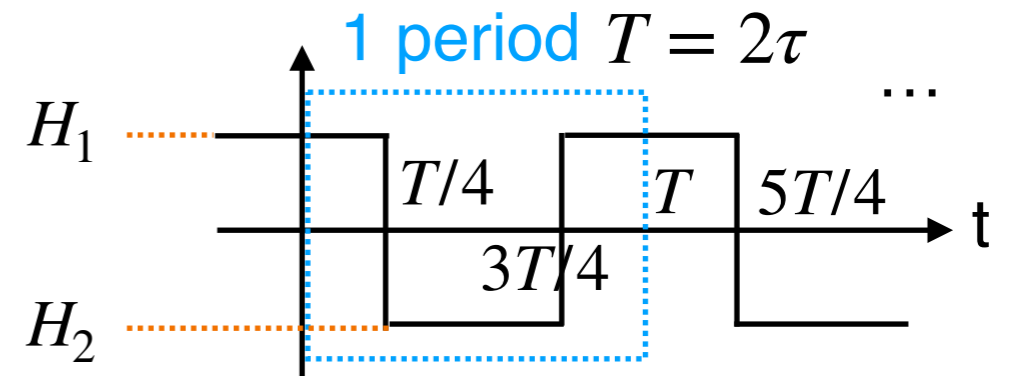 1 period T = 2τ
...
H₁
T/4
T
5T/4
t
3T/4
H₂